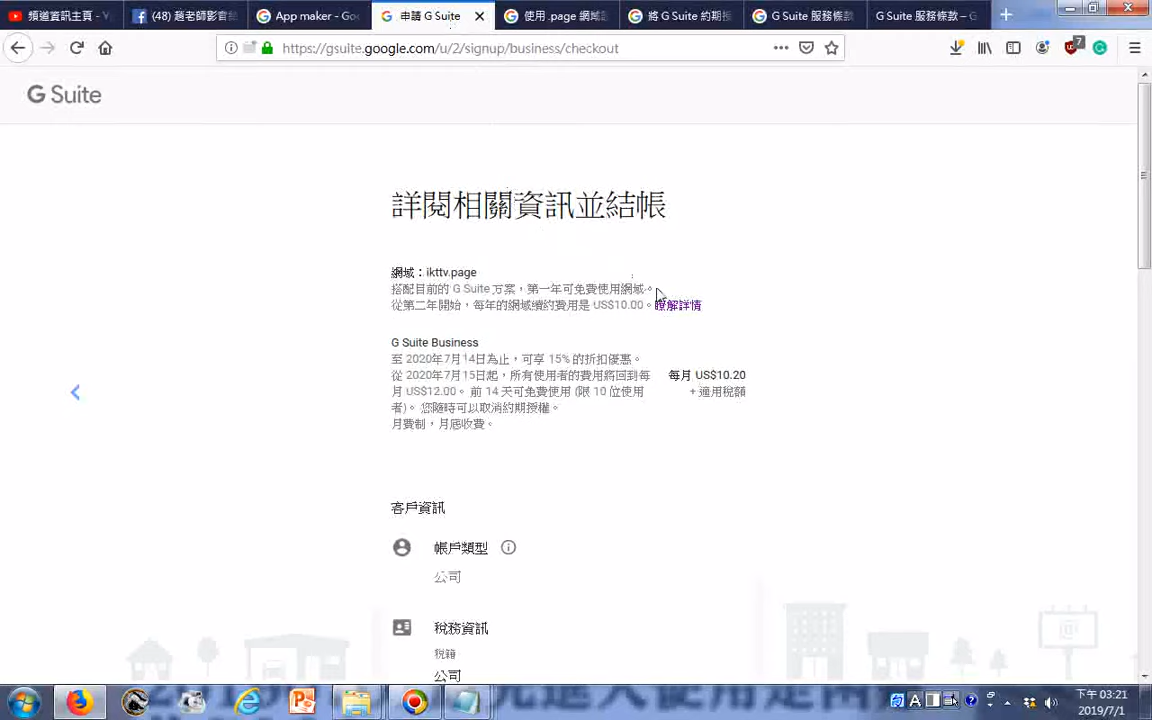 頻道資訊主頁 - Y
(48) 趙老師影音
App maker - Goo
申請 G Suite
使用 .page 網域
將 G Suite 約期
G Suite 服務條款
G Suite 服務條款 – G
https://gsuite.google.com/u/2/signup/business/checkout
7
G Suite
詳閱相關資訊並結帳
網域：ikttv.page
搭配目前的 G Suite 方案，第一年可免費使用網域。
從第二年開始，每年的網域續約費用是 US$10.00。瞭解詳情
G Suite Business
至 2020年7月14日為止，可享 15% 的折扣優惠。
從 2020年7月15日起，所有使用者的費用將回到每
月 US$12.00。 前 14 天可免費使用 (限 10 位使用
者)。 您隨時可以取消約期授權。
月費制，月底收費。
每月 US$10.20
+ 適用稅額
客戶資訊
帳戶類型
公司
稅務資訊
稅籍
公司
下午 03:21
2019/7/1